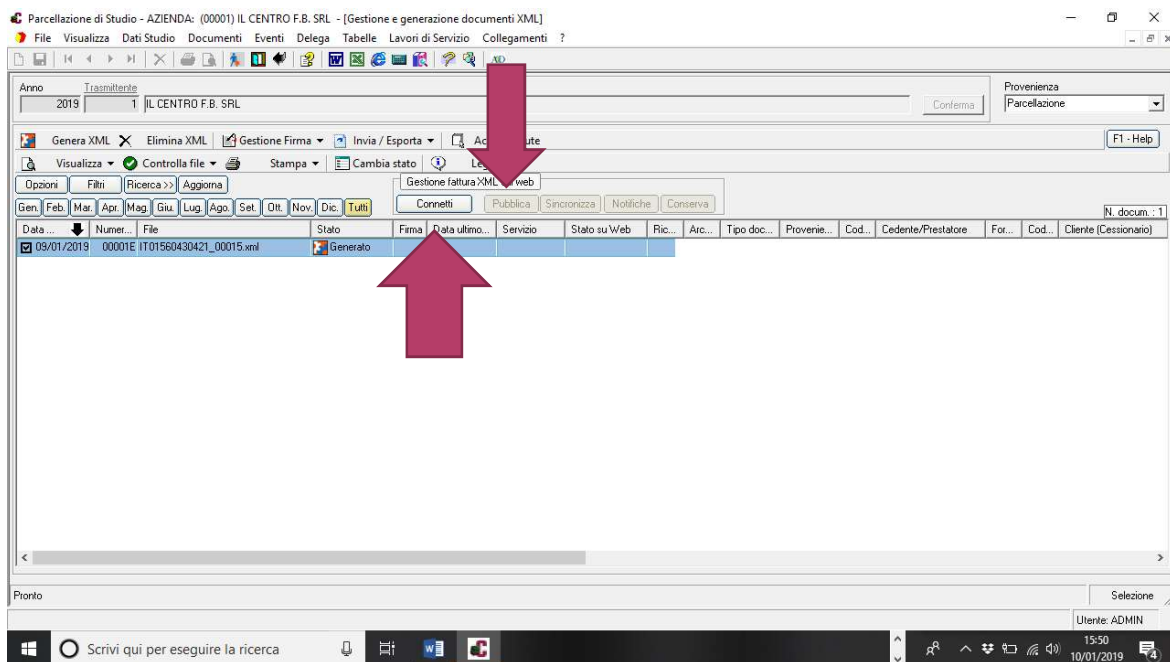 Parcellazione di Studio - AZIENDA: (00001) IL CENTRO F.B. SRL - [Gestione e generazione documenti XML]
File Visualizza Dati Studio Documenti Eventi Delega Tabelle Lavori di Servizio Collegamenti ?
Anno Trasmittente Provenienza
2019 1 IL CENTRO F.B. SRL Conferma Parcellazione
Genera XML Elimina XML Gestione Firma Invia / Esporta F1 - Help
Visualizza Controlla file Stampa Cambia stato
Opzioni Filtri Ricerca >> Aggiorna Gestione fattura XML web
Gen. Feb. Mar. Apr. Mag. Giu. Lug. Ago. Set. Ott. Nov. Dic. Tutti Connetti Pubblica Sincronizza Notifiche Conserva N. docum. : 1
Data ... Numer... File Stato Firma Data ultimo... Servizio Stato su Web Ric... Arc... Tipo doc... Provenie... Cod... Cedente/Prestatore For... Cod... Cliente (Cessionario)
09/01/2019 00001E IT01560430421_00015.xml Generato
Pronto Selezione
Utente: ADMIN
Scrivi qui per eseguire la ricerca 15:50
10/01/2019 4